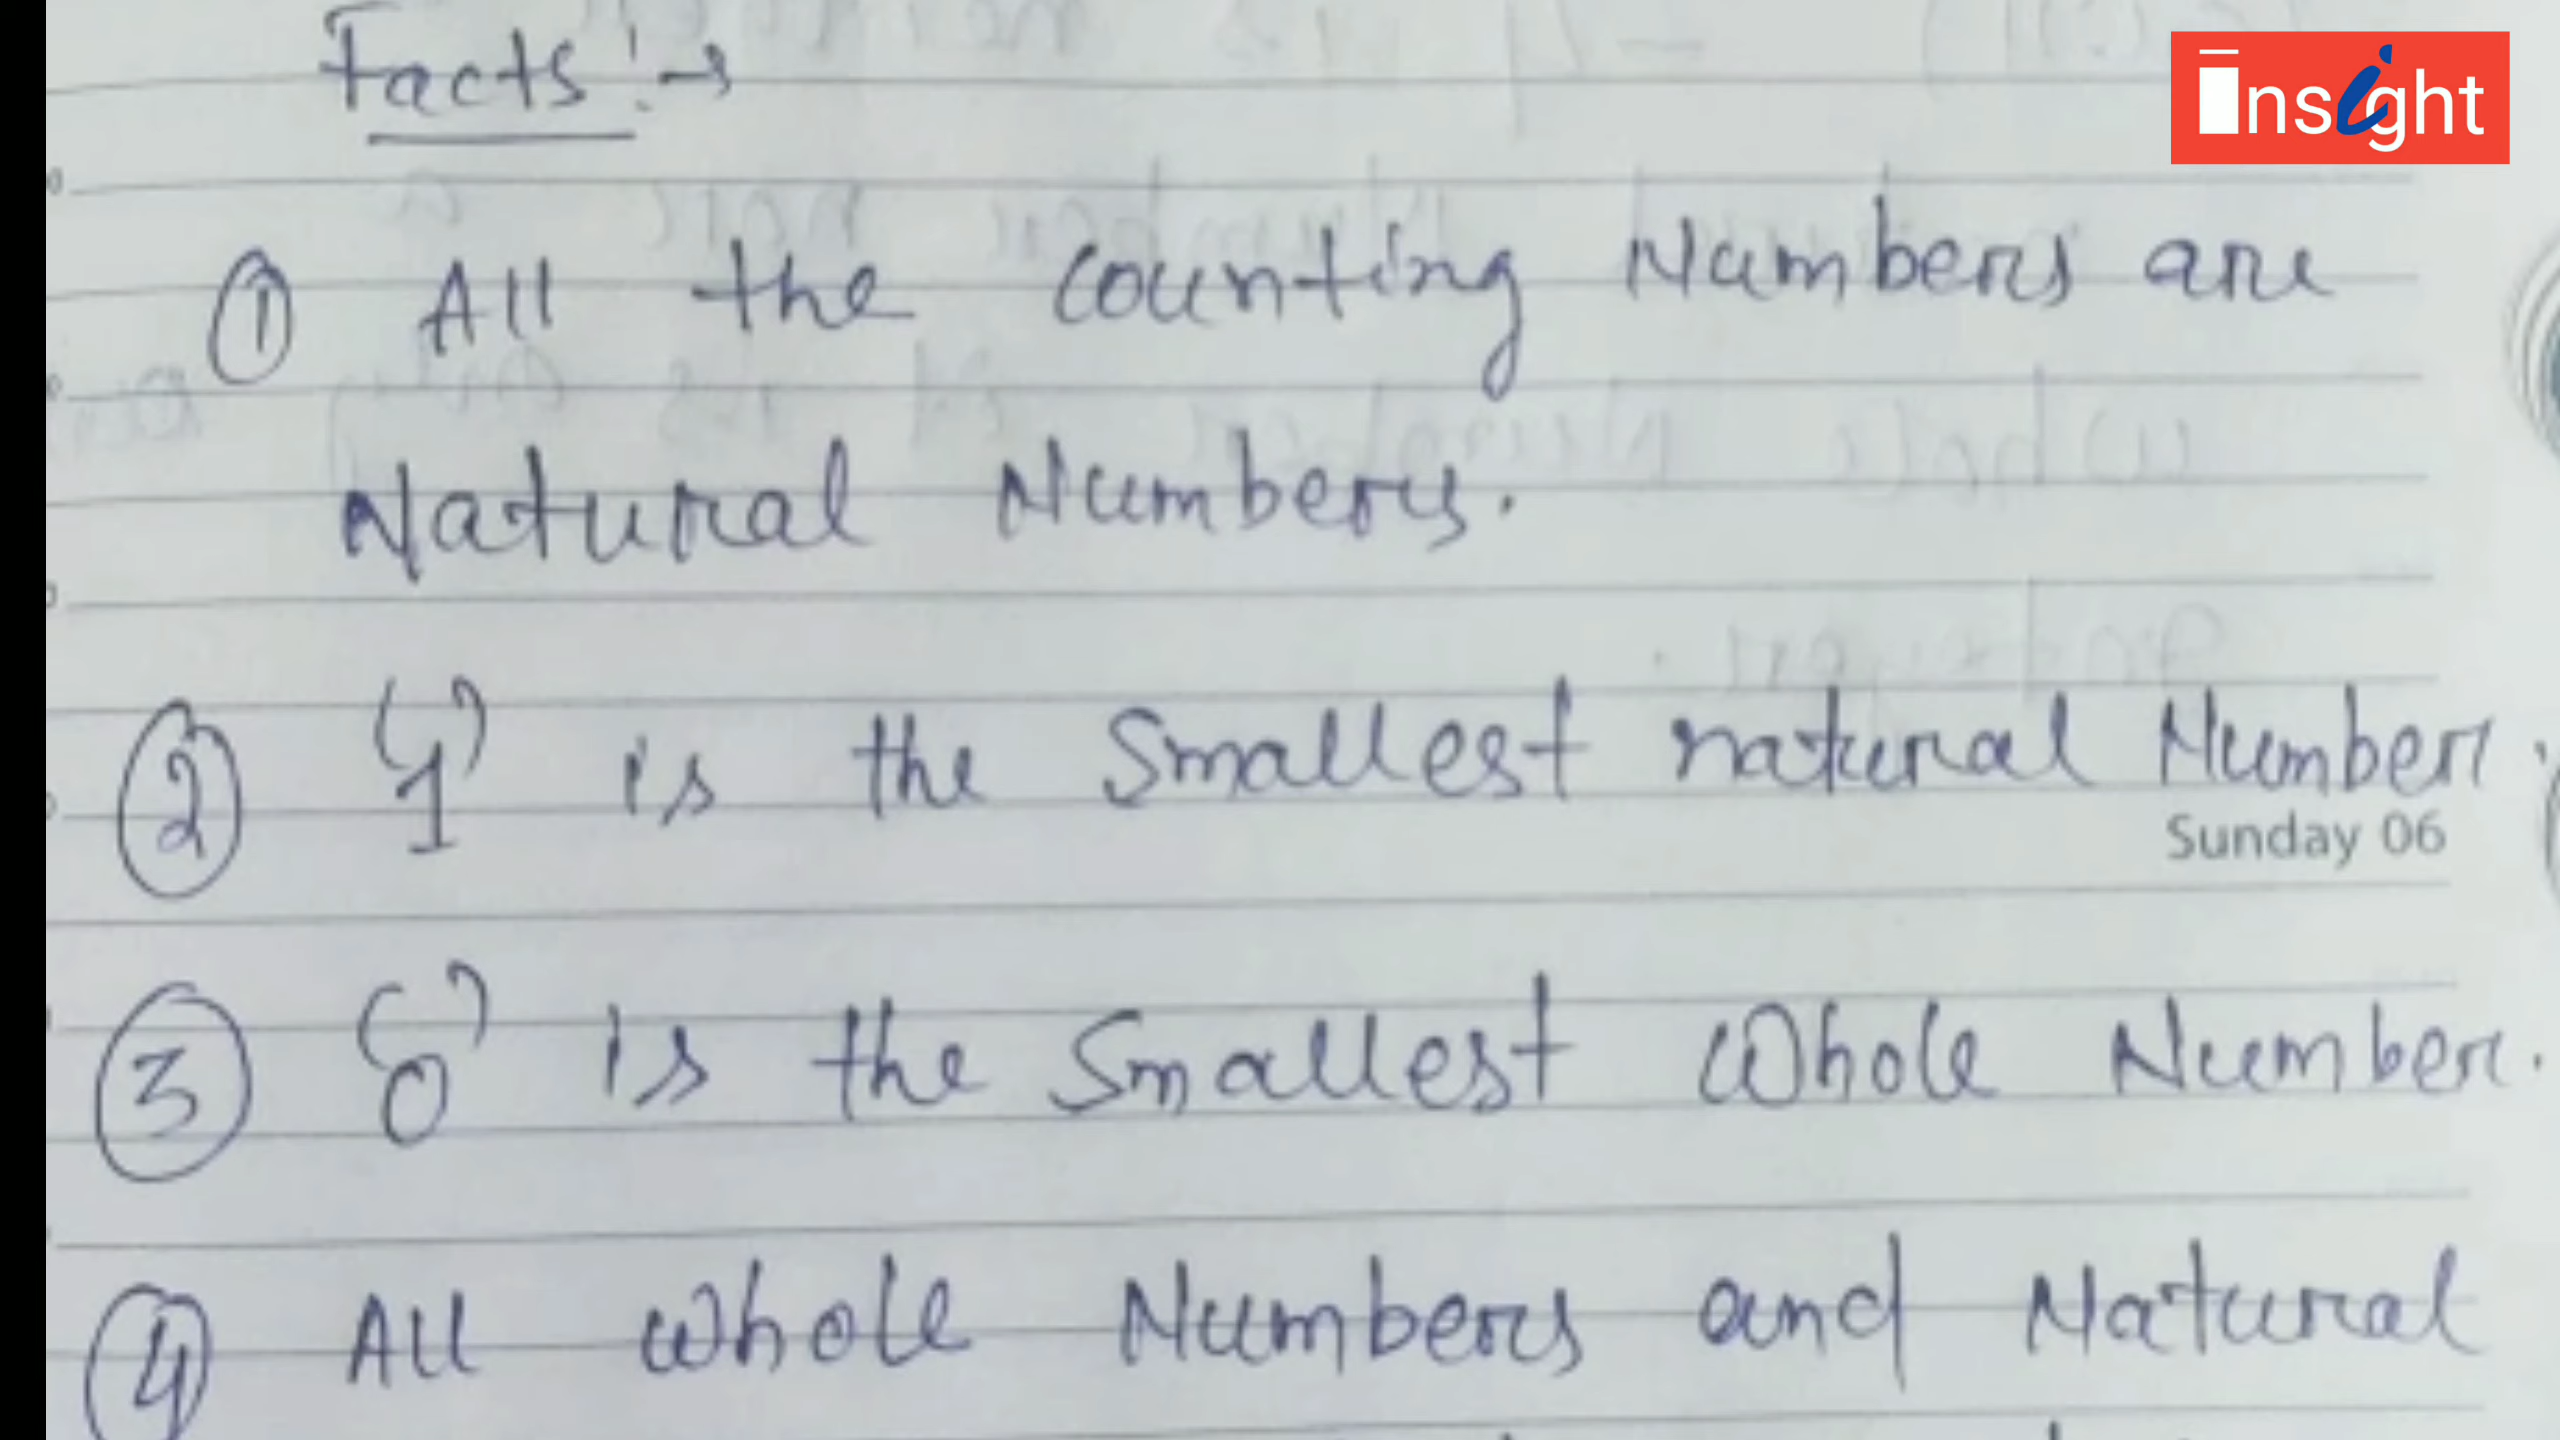 Facts :→
Insight
① All the counting Numbers are
Natural Numbers.
② '1' is the smallest natural Number.
Sunday 06
③ '0' is the smallest whole Number.
④ All whole Numbers and Natural